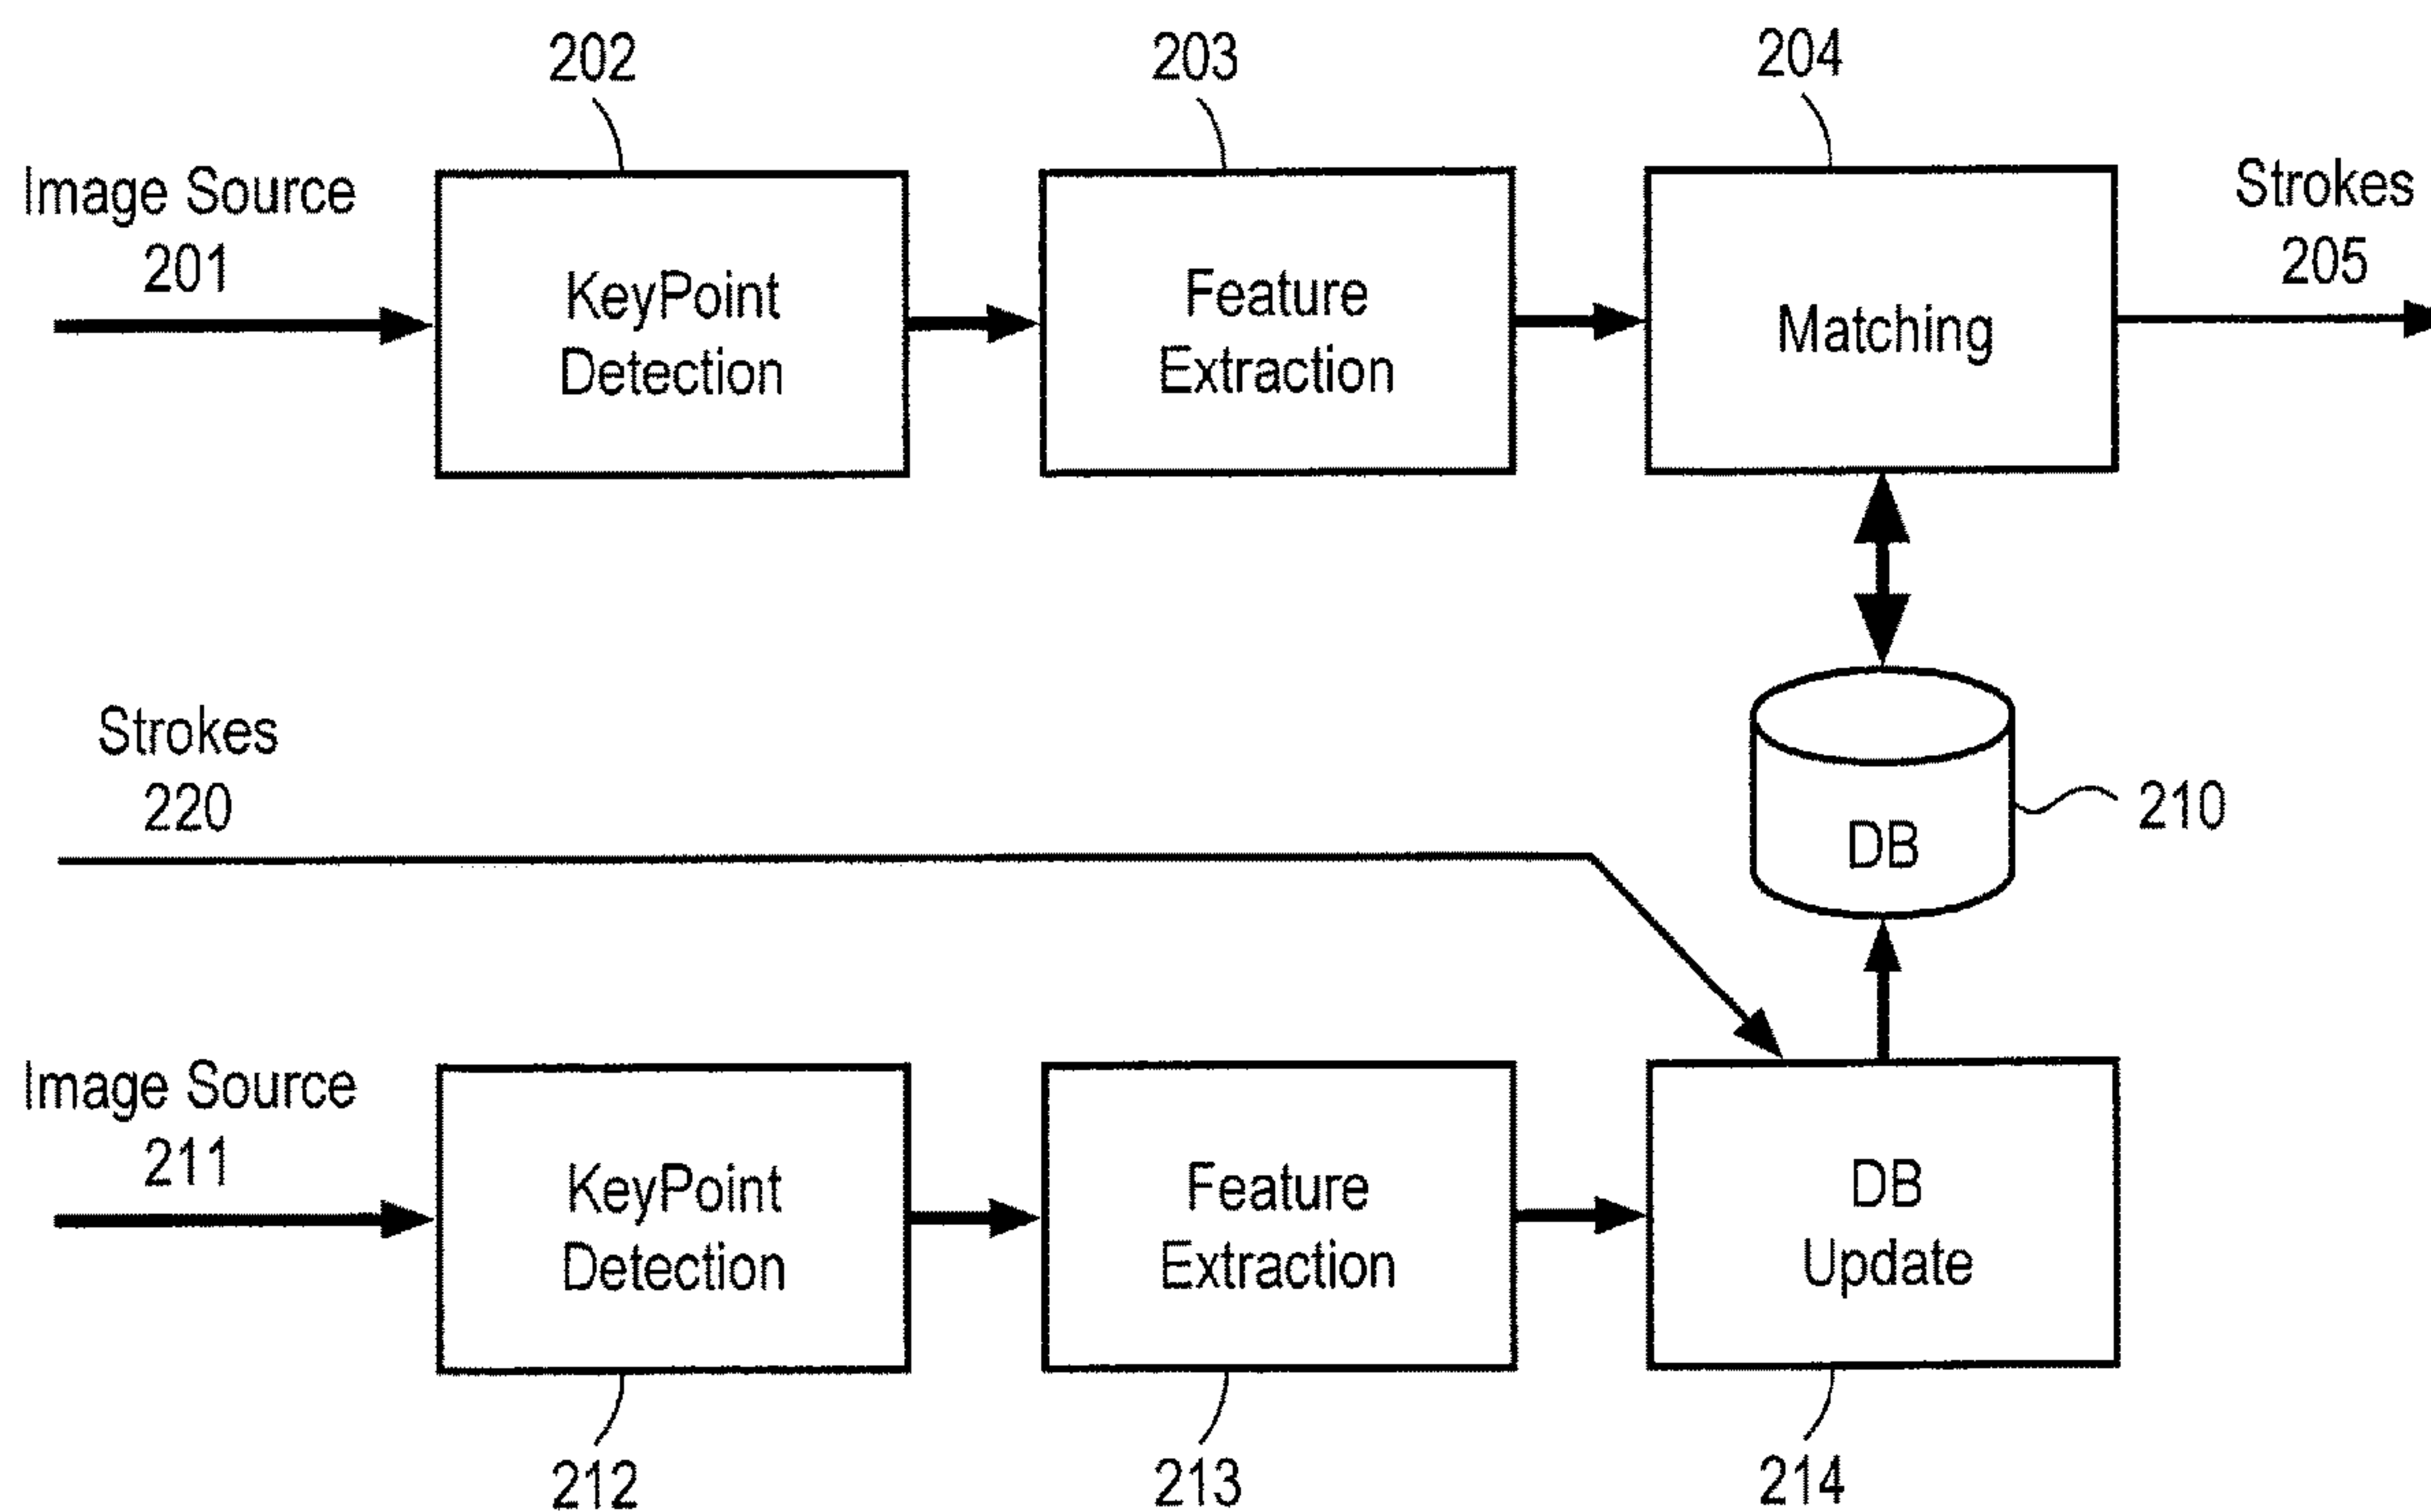 202
203
204
Image Source
201
KeyPoint
Detection
Feature
Extraction
Matching
Strokes
205
Strokes
220
DB
210
Image Source
211
KeyPoint
Detection
Feature
Extraction
DB
Update
212
213
214